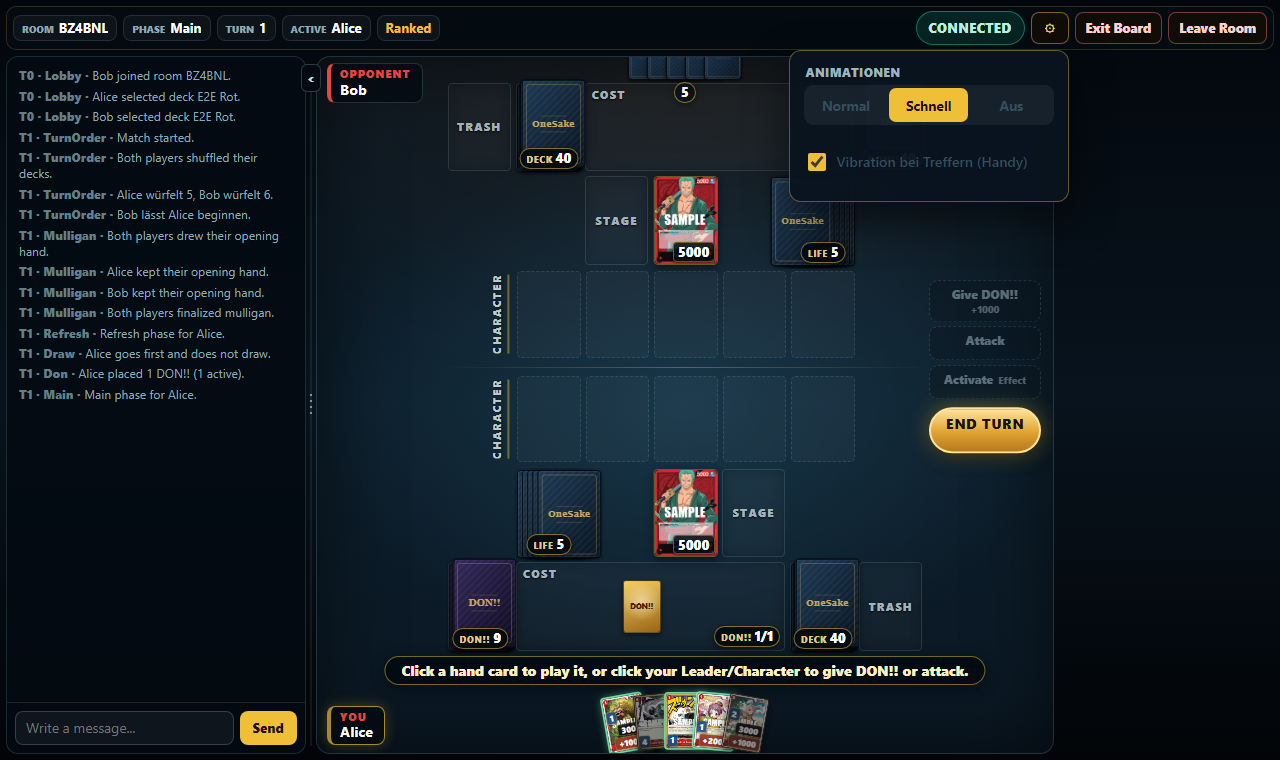 ROOM BZ4BNL
PHASE Main
TURN 1
ACTIVE Alice
Ranked
CONNECTED
⚙
Exit Board
Leave Room
T0 · Lobby · Bob joined room BZ4BNL.
T0 · Lobby · Alice selected deck E2E Rot.
T0 · Lobby · Bob selected deck E2E Rot.
T1 · TurnOrder · Match started.
T1 · TurnOrder · Both players shuffled their
decks.
T1 · TurnOrder · Alice würfelt 5, Bob würfelt 6.
T1 · TurnOrder · Bob lässt Alice beginnen.
T1 · Mulligan · Both players drew their opening
hand.
T1 · Mulligan · Alice kept their opening hand.
T1 · Mulligan · Bob kept their opening hand.
T1 · Mulligan · Both players finalized mulligan.
T1 · Refresh · Refresh phase for Alice.
T1 · Draw · Alice goes first and does not draw.
T1 · Don · Alice placed 1 DON!! (1 active).
T1 · Main · Main phase for Alice.
Write a message...
Send
<
OPPONENT
Bob
5
TRASH
OneSake
DECK 40
COST
ANIMATIONEN
Normal
Schnell
Aus
Vibration bei Treffern (Handy)
STAGE
5000
SAMPLE
5000
OneSake
LIFE 5
CHARACTER
Give DON!!
+1000
Attack
Activate Effect
END TURN
CHARACTER
OneSake
LIFE 5
5000
SAMPLE
5000
STAGE
DON!!
DON!! 9
COST
DON!!
DON!! 1/1
OneSake
DECK 40
TRASH
Click a hand card to play it, or click your Leader/Character to give DON!! or attack.
YOU
Alice